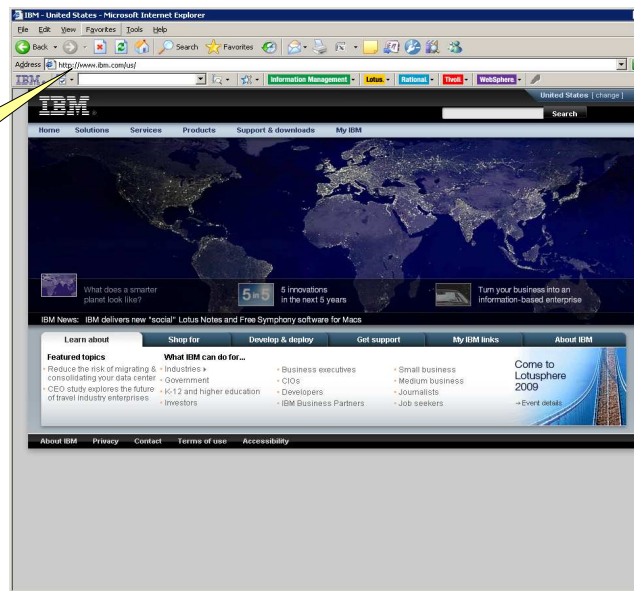 IBM - United States - Microsoft Internet Explorer
File Edit View Favorites Tools Help
Back Search Favorites
Address http://www.ibm.com/us/
IBM Information Management Lotus. Rational. Tivoli WebSphere.
United States [ change ]
IBM® Search
Home Solutions Services Products Support & downloads My IBM
What does a smarter
planet look like?
5 in 5
5 innovations
in the next 5 years
Turn your business into an
information-based enterprise
IBM News: IBM delivers new "social" Lotus Notes and Free Symphony software for Macs
Learn about Shop for Develop & deploy Get support My IBM links About IBM
Featured topics
Reduce the risk of migrating &
consolidating your data center
CEO study explores the future
of travel industry enterprises
What IBM can do for...
Industries
Government
K-12 and higher education
Investors
Business executives
CIOs
Developers
IBM Business Partners
Small business
Medium business
Journalists
Job seekers
Come to
Lotusphere
2009
→ Event details
About IBM Privacy Contact Terms of use Accessibility